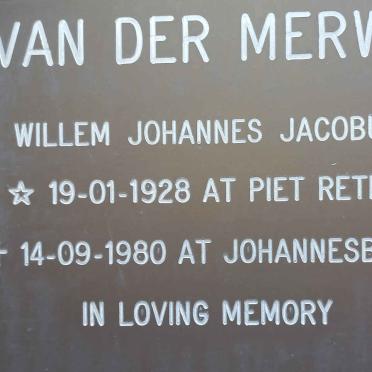 VAN DER MERW
WILLEM JOHANNES JACOBU
☆ 19-01-1928 AT PIET RETI
14-09-1980 AT JOHANNESB
IN LOVING MEMORY